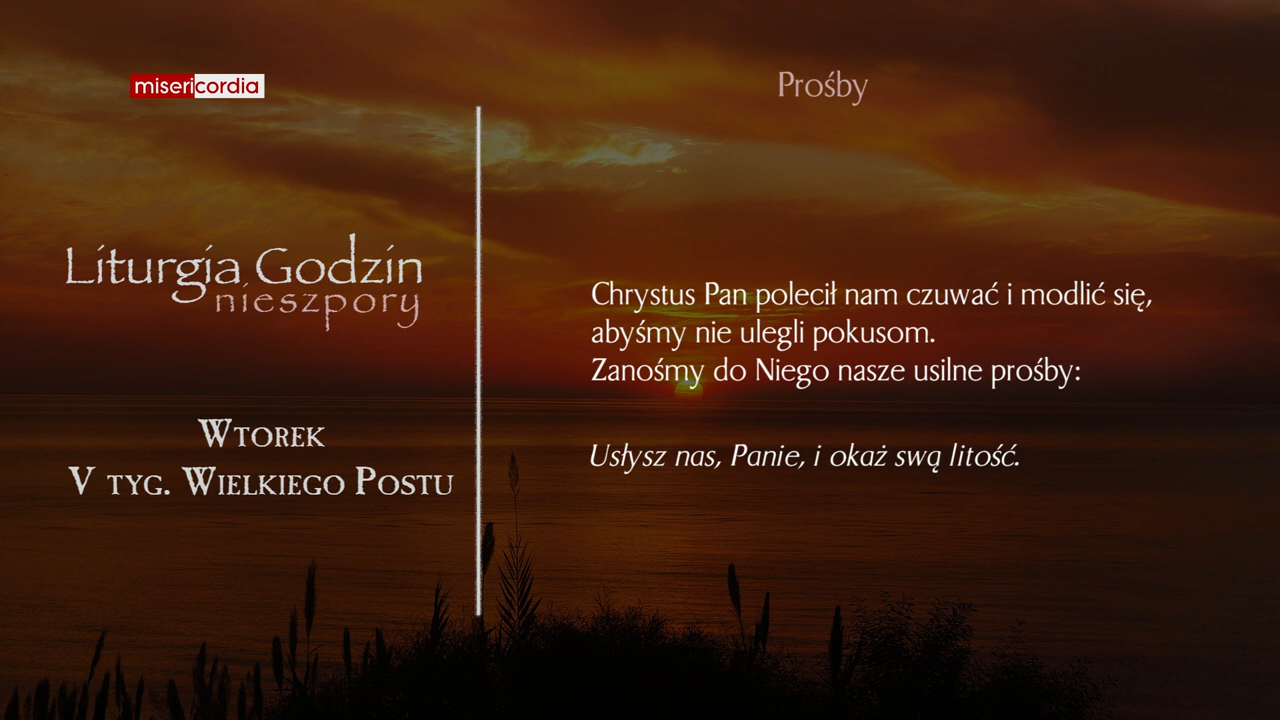 misericordia
Prośby
Liturgia Godzin
nieszpory
Wtorek
V tyg. Wielkiego Postu
Chrystus Pan polecił nam czuwać i modlić się,
abyśmy nie ulegli pokusom.
Zanośmy do Niego nasze usilne prośby:
Usłysz nas, Panie, i okaż swą litość.